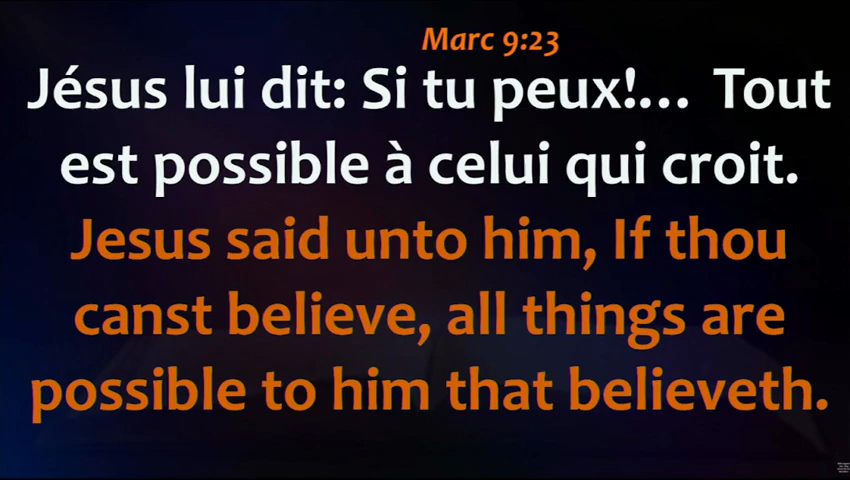 Marc 9:23
Jésus lui dit: Si tu peux!... Tout
est possible à celui qui croit.
Jesus said unto him, If thou
canst believe, all things are
possible to him that believeth.